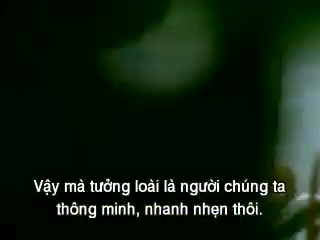 Vậy mà tưởng loài là người chúng ta
thông minh, nhanh nhẹn thôi.